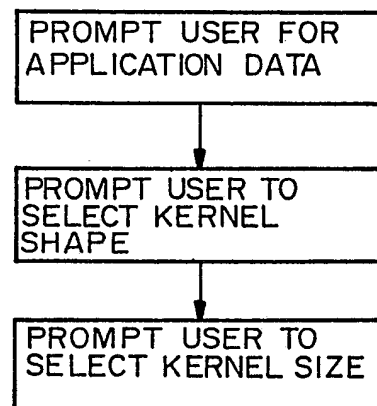 PROMPT USER FOR
APPLICATION DATA
PROMPT USER TO
SELECT KERNEL
SHAPE
PROMPT USER TO
SELECT KERNEL SIZE